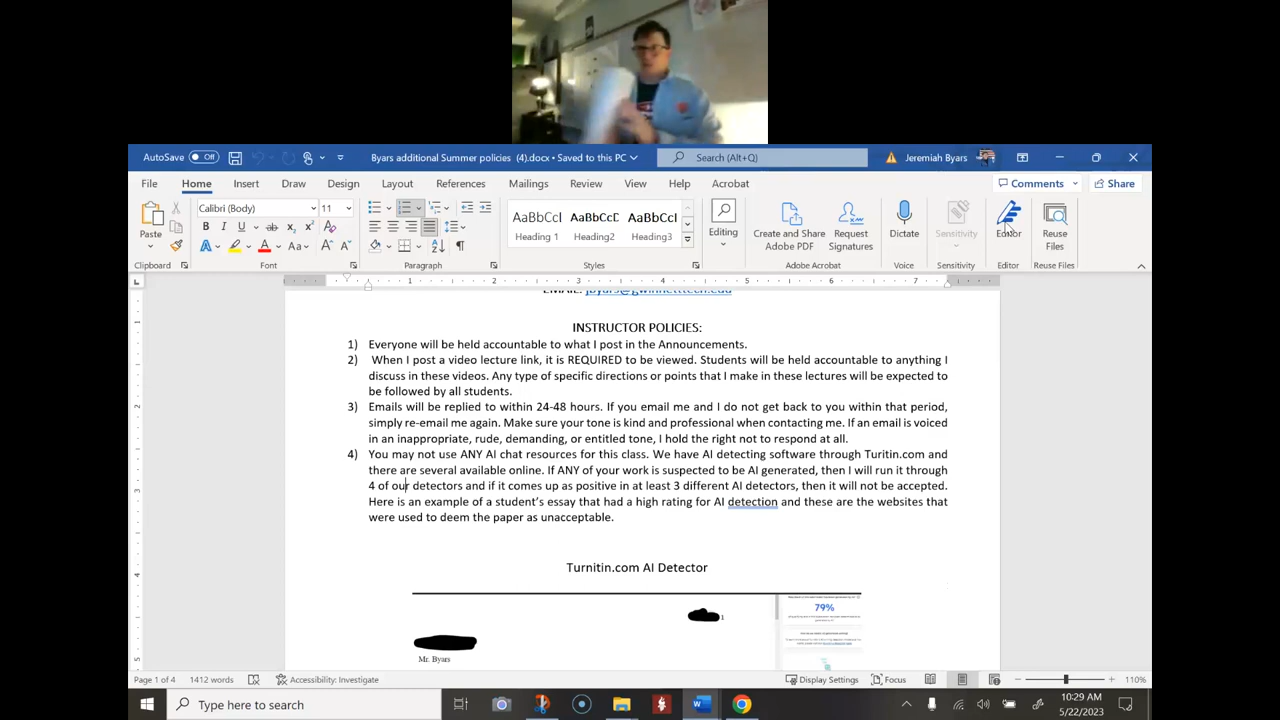 AutoSave Off
Byars additional Summer policies (4).docx • Saved to this PC
Search (Alt+Q)
Jeremiah Byars
File Home Insert Draw Design Layout References Mailings Review View Help Acrobat
Comments Share
Paste
Calibri (Body) 11
AaBbCcI AaBbCcC AaBbCcI
Heading 1 Heading2 Heading3
Editing
Create and Share
Adobe PDF
Request
Signatures
Dictate
Sensitivity
Editor
Reuse
Files
Clipboard Font Paragraph Styles Adobe Acrobat Voice Sensitivity Editor Reuse Files
EMAIL: jbyars@gwinnetttech.edu
INSTRUCTOR POLICIES:
1) Everyone will be held accountable to what I post in the Announcements.
2) When I post a video lecture link, it is REQUIRED to be viewed. Students will be held accountable to anything I
discuss in these videos. Any type of specific directions or points that I make in these lectures will be expected to
be followed by all students.
3) Emails will be replied to within 24-48 hours. If you email me and I do not get back to you within that period,
simply re-email me again. Make sure your tone is kind and professional when contacting me. If an email is voiced
in an inappropriate, rude, demanding, or entitled tone, I hold the right not to respond at all.
4) You may not use ANY AI chat resources for this class. We have AI detecting software through Turitin.com and
there are several available online. If ANY of your work is suspected to be AI generated, then I will run it through
4 of our detectors and if it comes up as positive in at least 3 different AI detectors, then it will not be accepted.
Here is an example of a student’s essay that had a high rating for AI detection and these are the websites that
were used to deem the paper as unacceptable.
Turnitin.com AI Detector
79%
1
Mr. Byars
Page 1 of 4 1412 words Accessibility: Investigate Display Settings Focus 110%
Type here to search
10:29 AM
5/22/2023